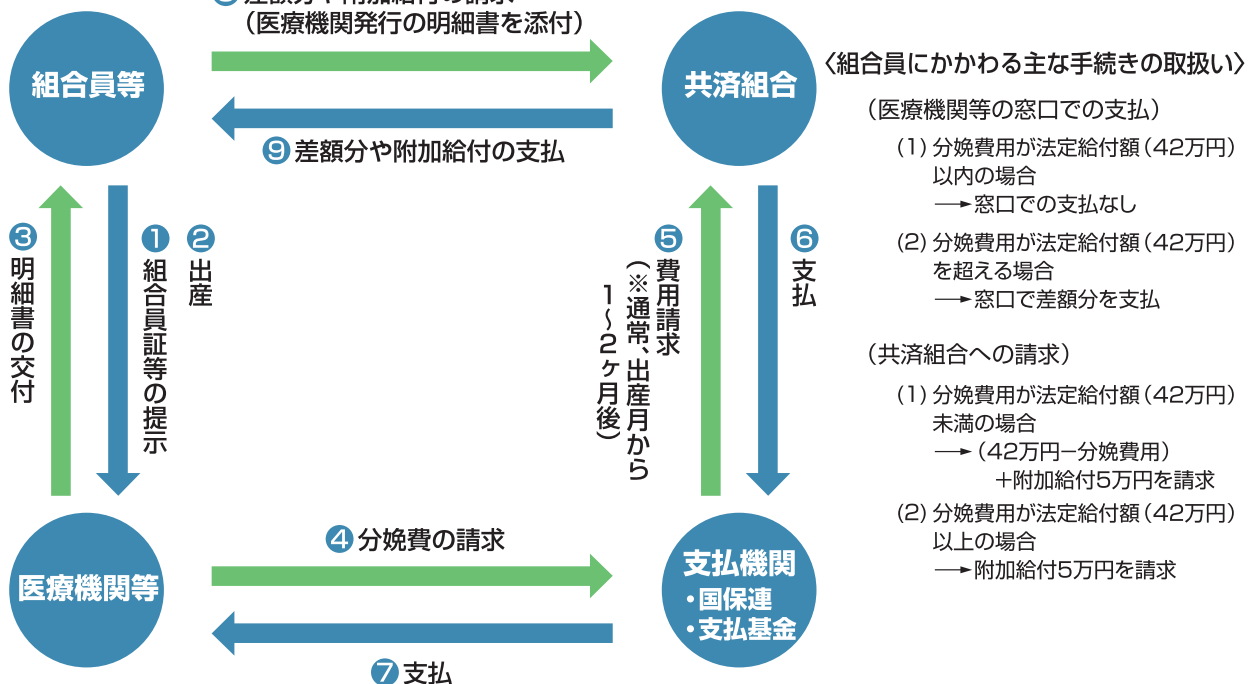 差額分や附加給付の請求
（医療機関発行の明細書を添付）
組合員等
共済組合
❾差額分や附加給付の支払
❸明細書の交付
❶組合員証等の提示
❷出産
❺費用請求
（※通常、出産月から
1〜2ヶ月後）
❻支払
❹分娩費の請求
医療機関等
支払機関
・国保連
・支払基金
❼支払
〈組合員にかかわる主な手続きの取扱い〉
（医療機関等の窓口での支払）
(1) 分娩費用が法定給付額（42万円）
以内の場合
→窓口での支払なし
(2) 分娩費用が法定給付額（42万円）
を超える場合
→窓口で差額分を支払
（共済組合への請求）
(1) 分娩費用が法定給付額（42万円）
未満の場合
→（42万円−分娩費用）
＋附加給付5万円を請求
(2) 分娩費用が法定給付額（42万円）
以上の場合
→附加給付5万円を請求